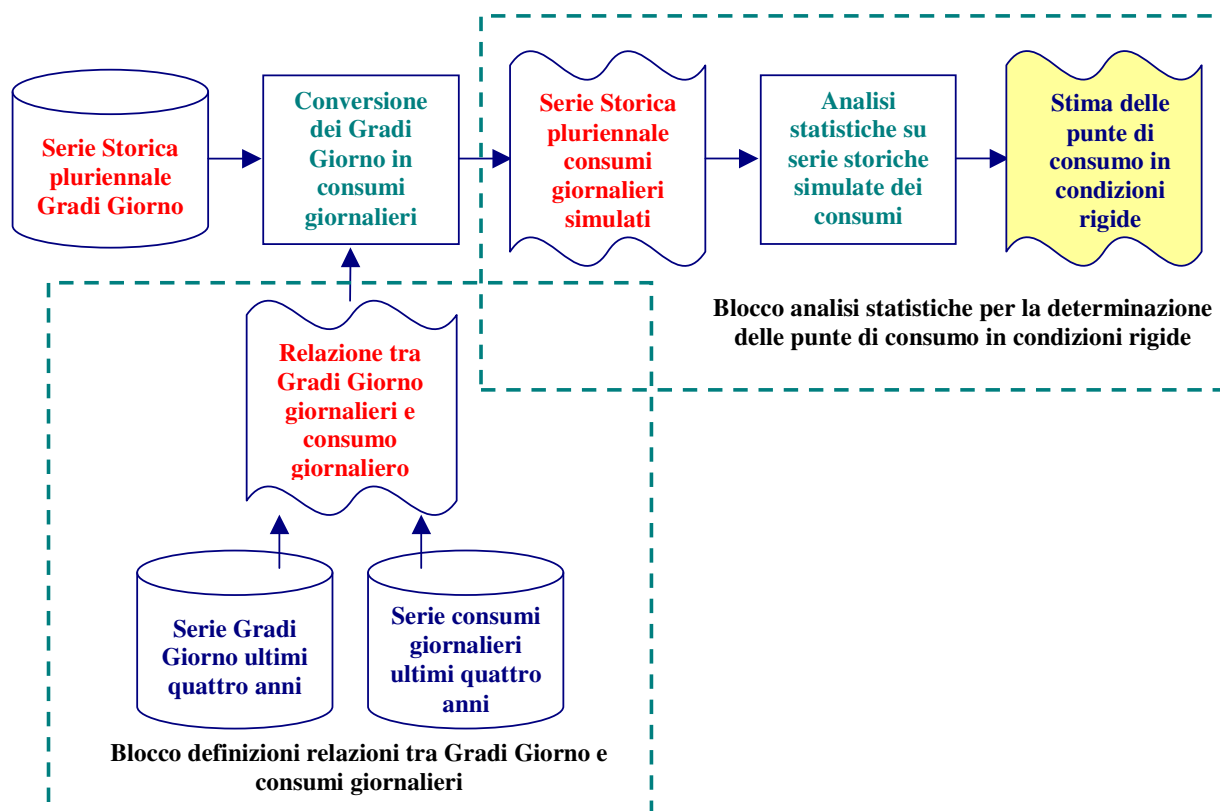 Serie Storica
pluriennale
Gradi Giorno
Conversione
dei Gradi
Giorno in
consumi
giornalieri
Serie Storica
pluriennale
consumi
giornalieri
simulati
Analisi
statistiche su
serie storiche
simulate dei
consumi
Stima delle
punte di
consumo in
condizioni
rigide
Blocco analisi statistiche per la determinazione
delle punte di consumo in condizioni rigide
Relazione tra
Gradi Giorno
giornalieri e
consumo
giornaliero
Serie Gradi
Giorno ultimi
quattro anni
Serie consumi
giornalieri
ultimi quattro
anni
Blocco definizioni relazioni tra Gradi Giorno e
consumi giornalieri